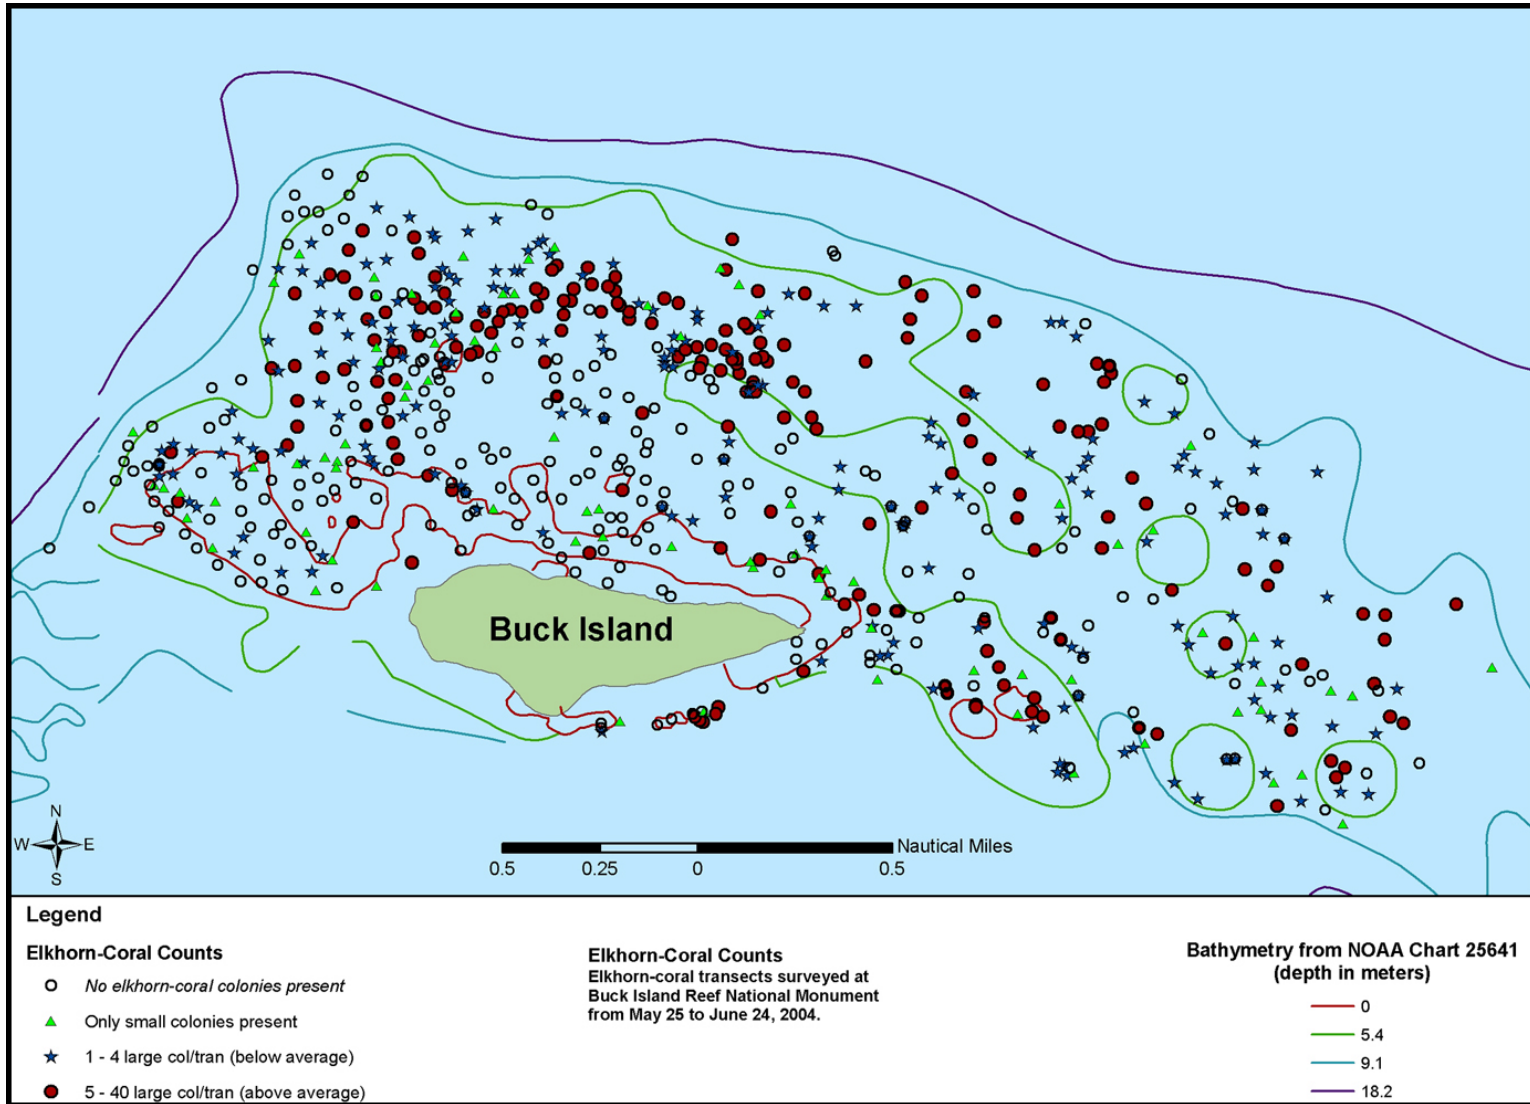 Buck Island
N
W
E
S
Nautical Miles
0.5
0.25
0
0.5
Legend
Elkhorn-Coral Counts
No elkhorn-coral colonies present
Only small colonies present
1 - 4 large col/tran (below average)
5 - 40 large col/tran (above average)
Elkhorn-Coral Counts
Elkhorn-coral transects surveyed at
Buck Island Reef National Monument
from May 25 to June 24, 2004.
Bathymetry from NOAA Chart 25641
(depth in meters)
0
5.4
9.1
18.2